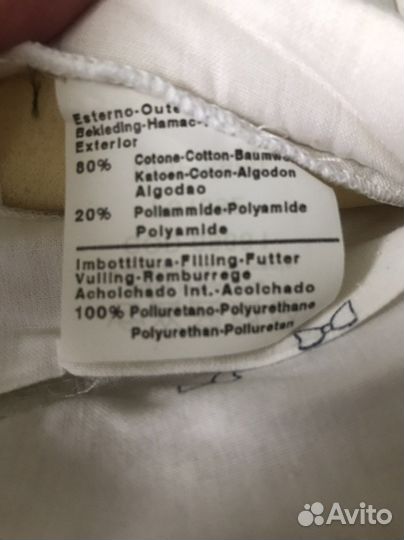 Esterno-Oute
Bekleding-Hamac-
Exterior
80% Cotone-Cotton-Baumw
Katoen-Coton-Algodon
Algodao
20% Poliammide-Polyamide
Polyamide
Imbottitura-Filling-Futter
Vulling-Remburrege
Acholchado Int.-Acolchado
100% Poliuretano-Polyurethane
Polyurethan-Poliuretan
Avito